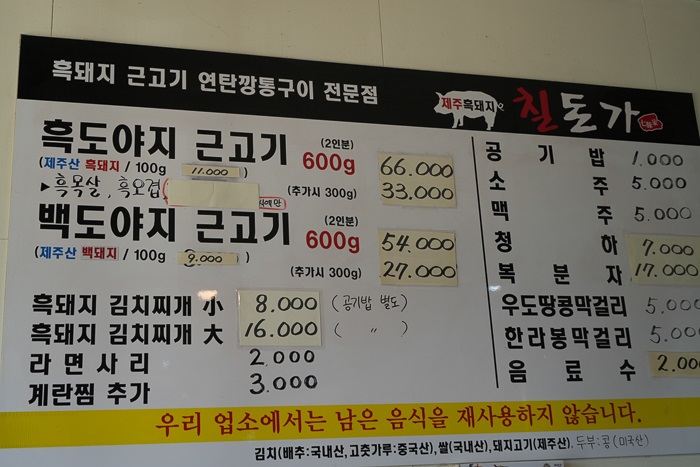 흑돼지 근고기 연탄깡통구이 전문점
제주흑돼지 칠돈가
흑도야지 근고기 (2인분) 600g 66.000
(제주산 흑돼지 / 100g 11.000 ) (추가시 300g) 33.000
▸흑목살, 흑오겹
백도야지 근고기 (2인분) 600g 54.000
(제주산 백돼지 / 100g 9.000 ) (추가시 300g) 27.000
흑돼지 김치찌개 小 8.000 (공기밥 별도)
흑돼지 김치찌개 大 16.000 ( 〃 )
라면사리 2.000
계란찜 추가 3.000
공기밥 1.000
소주 5.000
맥주 5.000
청하 7.000
복분자 17.000
우도땅콩막걸리 5.00
한라봉막걸리 5.00
음료수 2.00
우리 업소에서는 남은 음식을 재사용하지 않습니다.
김치(배추:국내산, 고춧가루:중국산), 쌀(국내산), 돼지고기(제주산). 두부:콩(미국산)